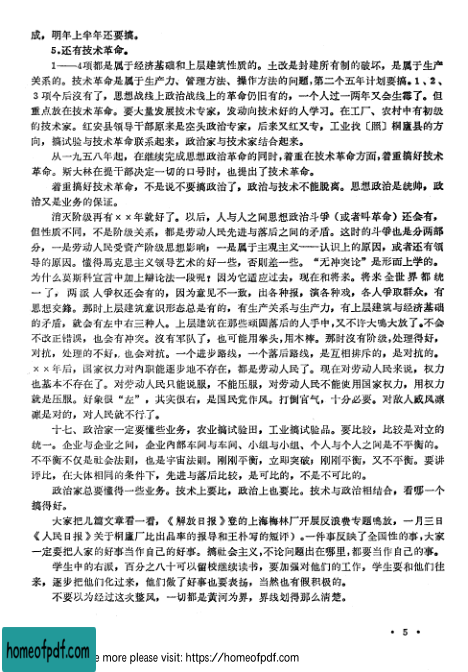 成，明年上半年还要搞。
5.还有技术革命。
1——4项都是属于经济基础和上层建筑性质的。土改是封建所有制的破坏，是属于生产
关系的。技术革命是属于生产力、管理方法、操作方法的问题，第二个五年计划要搞。1、2、
3项今后没有了，思想战线上政治战线上的革命仍旧有的，一个人过一两年又会生霉了。但
重点放在技术革命。要大量发展技术专家，发动向技术好的人学习。在工厂、农村中有初级
的技术家。红安县领导干部原来是空头政治专家，后来又红又专，工业找〔照〕桐庐县的方
向，搞试验与技术革命联系起来，政治家与技术家结合起来。
从一九五八年起，在继续完成思想政治革命的同时，着重在技术革命方面，着重搞好技术
革命。斯大林在提干部决定一切的口号时，也提出了技术革命。
着重搞好技术革命，不是说不要搞政治了，政治与技术不能脱离。思想政治是统帅，政
治又是业务的保证。
消灭阶级再有××年就好了。以后，人与人之间思想政治斗争（或者叫革命）还会有，
但性质不同，不是阶级关系，都是劳动人民先进与落后之间的矛盾。这时的斗争也是分两部
分，一是劳动人民受资产阶级思想影响；一是属于主观主义——认识上的原因，或者还有领
导的原因。懂得马克思主义领导艺术的好一些，否则差一些。“无冲突论”是形而上学的。
为什么莫斯科宣言中加上辩论法一段呢？因为它适应过去、现在和将来。将来全世界都统
一了，两派人争权还会有的，因为意见不一致，出各种报，演各种戏，各人争取群众，有
思想交锋。那时上层建筑意识形态总是有的，有生产关系与生产力，有上层建筑与经济基础
的矛盾，就会有左中右三种人。上层建筑在那些顽固落后的人手中，又不许大鸣大放了。不会
不改正错误，也会有冲突。没有军队了，也可能用拳头，用木棒。那时没有阶级，处理得好，
对抗，处理的不好，也会对抗。一个进步路线，一个落后路线，是互相排斥的，是对抗的。
××年后，国家权力对内职能逐步地不存在，都是劳动人民了。现在对劳动人民来说，权力
也基本不存在了。对劳动人民只能说服，不能压服，对劳动人民不能使用国家权力，用权力
就是压服。好象很“左”，其实很右，是国民党作风。打倒官气，十分必要。对敌人威风凛
凛是对的，对人民就不行了。
十七、政治家一定要懂些业务，农业搞试验田，工业搞试验品。要比较，比较是对立的
统一。企业与企业之间，企业内部车间与车间、小组与小组、个人与个人之间是不平衡的。
不平衡不仅是社会法则，也是宇宙法则。刚刚平衡，立即突破；刚刚平衡，又不平衡。要讲
评比，在大体相同的条件下，先进与落后比较，是可比的，不是不可比的。
政治家总要懂得一些业务。技术上要比，政治上也要比。技术与政治相结合，看哪一个
搞得好。
大家把几篇文章看一看，《解放日报》登的上海梅林厂开展反浪费专题鸣放，一月三日
《人民日报》关于桐庐厂比出品率的报导和王朴写的短评）。一件事反映了全国性的事，大家
一定要把人家的好事当作自己的好事。搞社会主义，不论问题出在哪里，都要当作自己的事。
学生中的右派，百分之八十可以留校继续读书，要加强对他们的工作，学生要和他们往
来，逐步把他们化过来，他们做了好事也要表扬，当然也有很积极的。
不要以为经过这次整风，一切都是黄河为界，界线划得那么清楚。
• 5 •
homeofpdf.com
e more please visit: https://homeofpdf.com